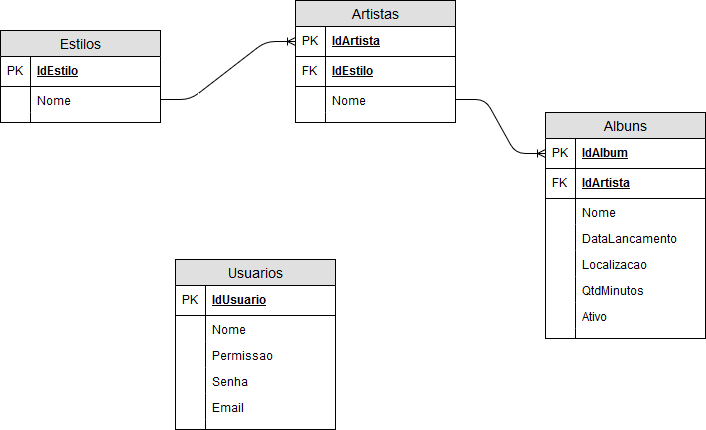 Estilos
PK IdEstilo
Nome
Artistas
PK IdArtista
FK IdEstilo
Nome
Albuns
PK IdAlbum
FK IdArtista
Nome
DataLancamento
Localizacao
QtdMinutos
Ativo
Usuarios
PK IdUsuario
Nome
Permissao
Senha
Email